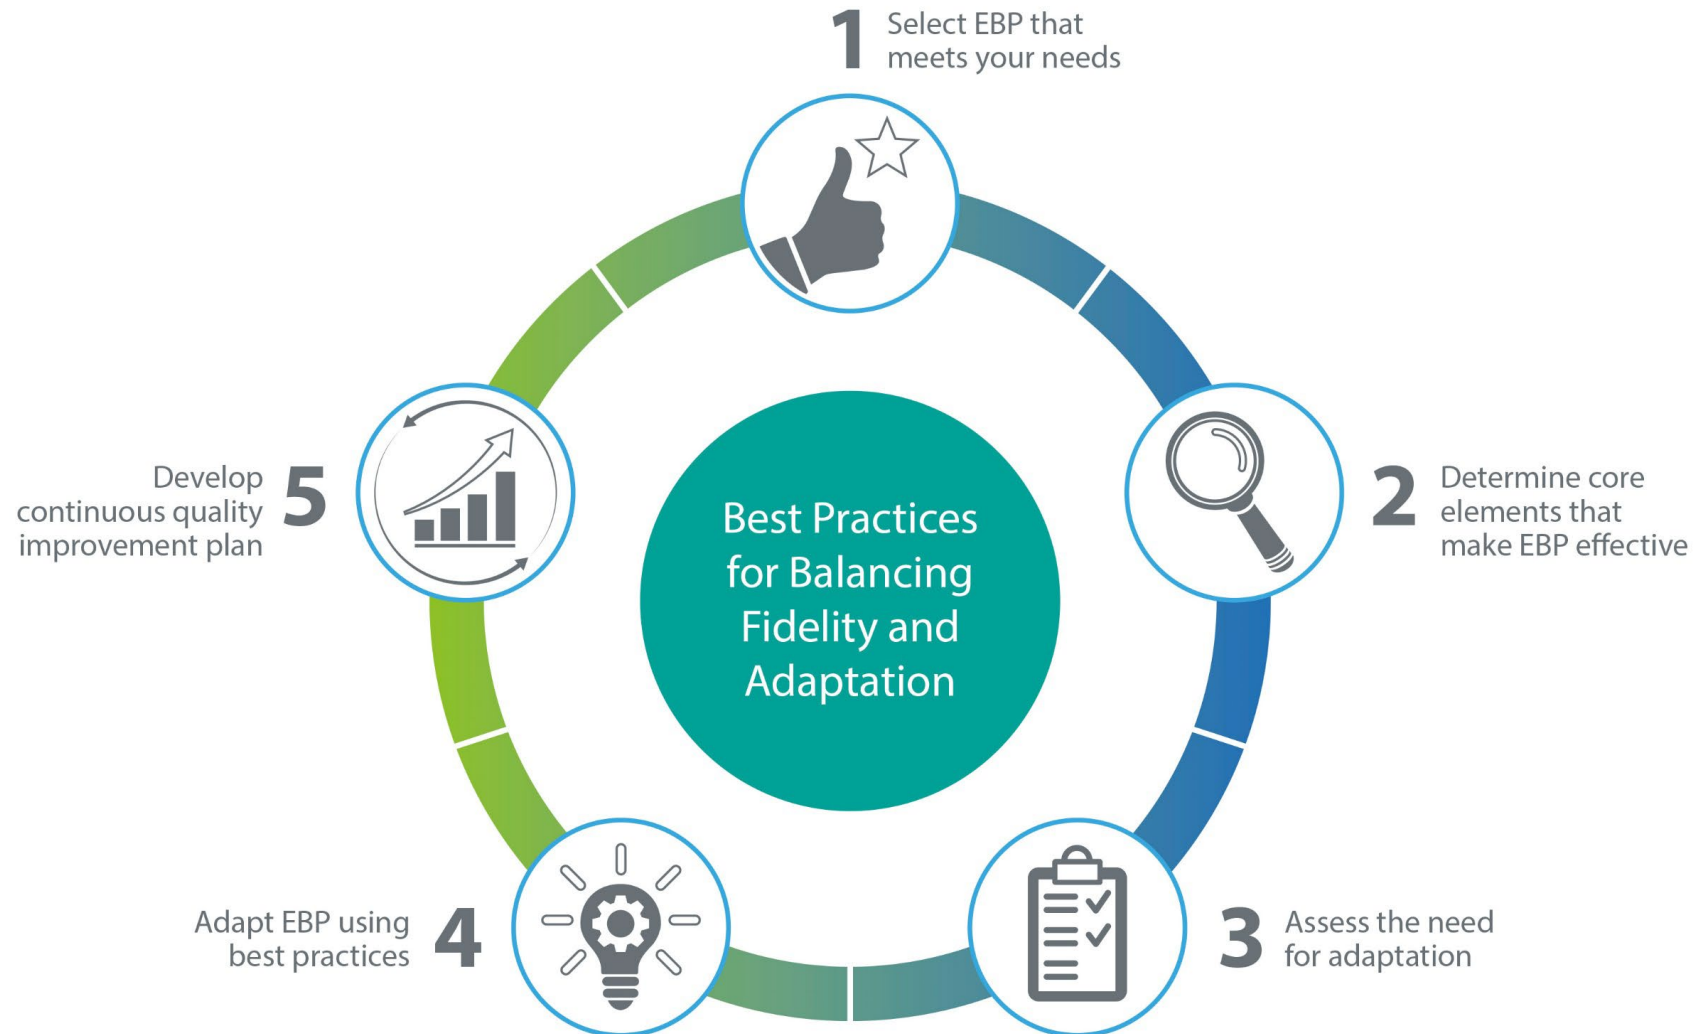 1
Select EBP that
meets your needs
2
Determine core
elements that
make EBP effective
3
Assess the need
for adaptation
4
Adapt EBP using
best practices
5
Develop
continuous quality
improvement plan
Best Practices
for Balancing
Fidelity and
Adaptation